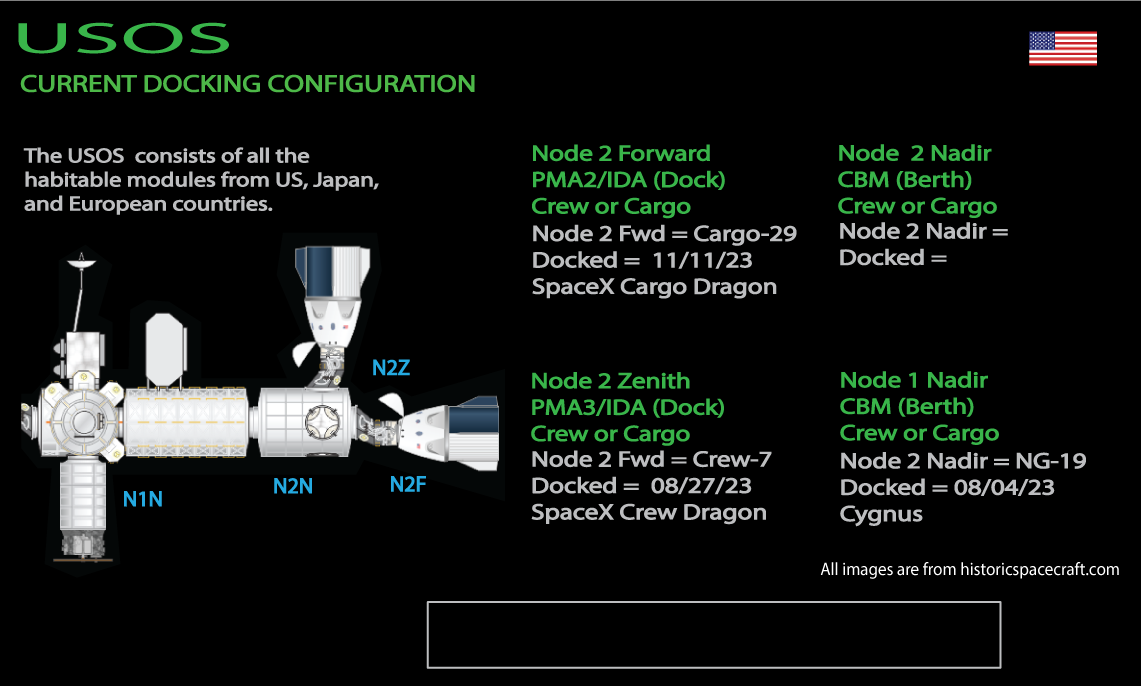 USOS
CURRENT DOCKING CONFIGURATION
The USOS consists of all the
habitable modules from US, Japan,
and European countries.
Node 2 Forward
PMA2/IDA (Dock)
Crew or Cargo
Node 2 Fwd = Cargo-29
Docked = 11/11/23
SpaceX Cargo Dragon
Node 2 Nadir
CBM (Berth)
Crew or Cargo
Node 2 Nadir =
Docked =
N2Z
N1N
N2N
N2F
Node 2 Zenith
PMA3/IDA (Dock)
Crew or Cargo
Node 2 Fwd = Crew-7
Docked = 08/27/23
SpaceX Crew Dragon
Node 1 Nadir
CBM (Berth)
Crew or Cargo
Node 2 Nadir = NG-19
Docked = 08/04/23
Cygnus
All images are from historicspacecraft.com